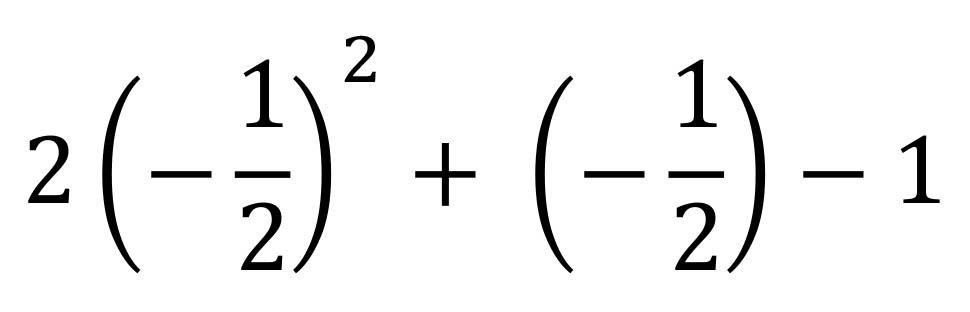 2(−1/2)² + (−1/2) − 1